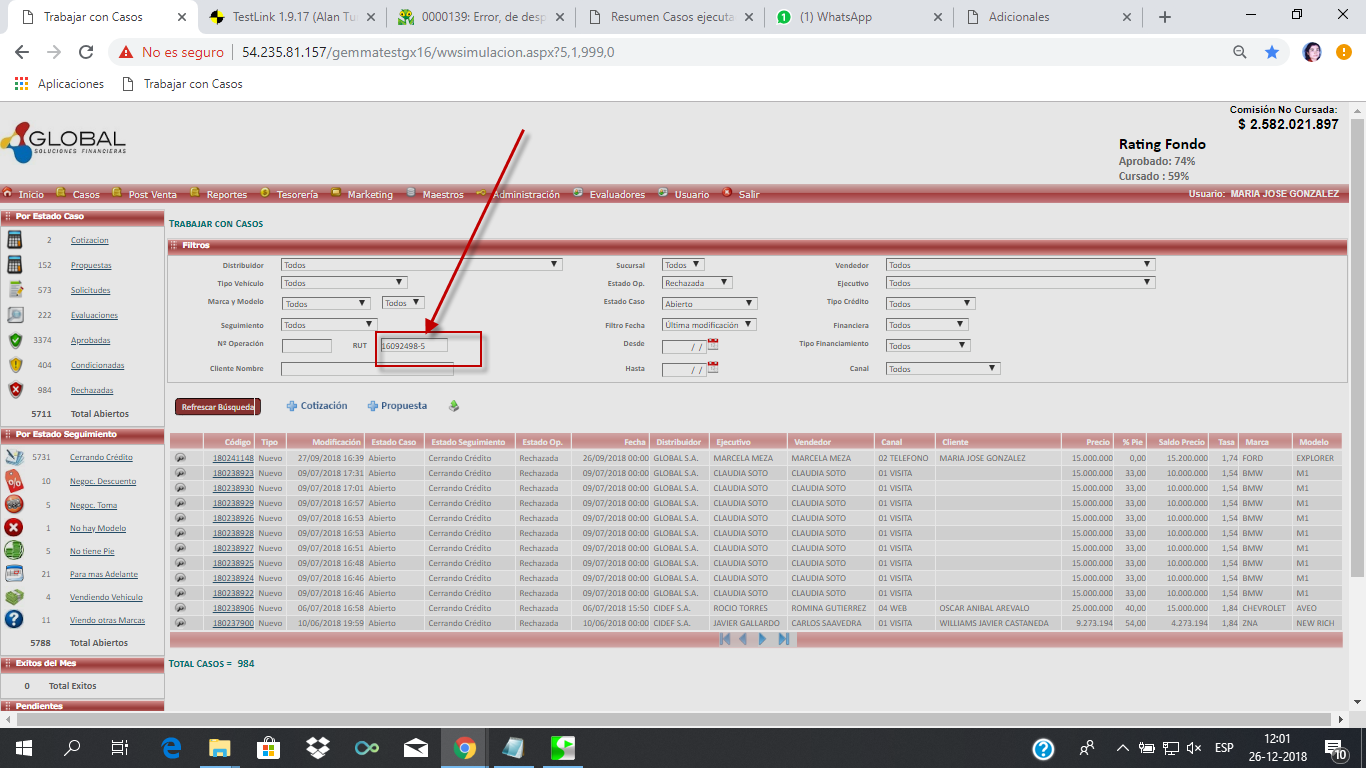 Trabajar con Casos
TestLink 1.9.17 (Alan Tu
0000139: Error, de desp
Resumen Casos ejecuta
(1) WhatsApp
Adicionales
No es seguro
54.235.81.157/gemmatestgx16/wwsimulacion.aspx?5,1,999,0
Aplicaciones
Trabajar con Casos
GLOBAL
SOLUCIONES FINANCIERAS
Comisión No Cursada:
$ 2.582.021.897
Rating Fondo
Aprobado: 74%
Cursado : 59%
Inicio Casos Post Venta Reportes Tesorería Marketing Maestros Administración Evaluadores Usuario Salir
Usuario: MARIA JOSE GONZALEZ
Por Estado Caso
2 Cotizacion
152 Propuestas
573 Solicitudes
222 Evaluaciones
3374 Aprobadas
404 Condicionadas
984 Rechazadas
5711 Total Abiertos
Por Estado Seguimiento
5731 Cerrando Crédito
10 Negoc. Descuento
5 Negoc. Toma
1 No hay Modelo
5 No tiene Pie
21 Para mas Adelante
4 Vendiendo Vehiculo
11 Viendo otras Marcas
5788 Total Abiertos
Exitos del Mes
0 Total Exitos
Pendientes
TRABAJAR CON CASOS
Filtros
Distribuidor Todos Sucursal Todos Vendedor Todos
Tipo Vehículo Todos Estado Op. Rechazada Ejecutivo Todos
Marca y Modelo Todos Todos Estado Caso Abierto Tipo Crédito Todos
Seguimiento Todos Filtro Fecha Última modificación Financiera Todos
Nº Operación RUT 16092498-5 Desde / / Tipo Financiamiento Todos
Cliente Nombre Hasta / / Canal Todos
Refrescar Búsqueda Cotización Propuesta
Código Tipo Modificación Estado Caso Estado Seguimiento Estado Op. Fecha Distribuidor Ejecutivo Vendedor Canal Cliente Precio % Pie Saldo Precio Tasa Marca Modelo
180241148 Nuevo 27/09/2018 16:39 Abierto Cerrando Crédito Rechazada 26/09/2018 00:00 GLOBAL S.A. MARCELA MEZA MARCELA MEZA 02 TELEFONO MARIA JOSE GONZALEZ 15.000.000 0,00 15.200.000 1,74 FORD EXPLORER
180238923 Nuevo 09/07/2018 17:31 Abierto Cerrando Crédito Rechazada 09/07/2018 00:00 GLOBAL S.A. CLAUDIA SOTO CLAUDIA SOTO 01 VISITA 15.000.000 33,00 10.000.000 1,54 BMW M1
180238930 Nuevo 09/07/2018 17:01 Abierto Cerrando Crédito Rechazada 09/07/2018 00:00 GLOBAL S.A. CLAUDIA SOTO CLAUDIA SOTO 01 VISITA 15.000.000 33,00 10.000.000 1,54 BMW M1
180238929 Nuevo 09/07/2018 16:57 Abierto Cerrando Crédito Rechazada 09/07/2018 00:00 GLOBAL S.A. CLAUDIA SOTO CLAUDIA SOTO 01 VISITA 15.000.000 33,00 10.000.000 1,54 BMW M1
180238926 Nuevo 09/07/2018 16:53 Abierto Cerrando Crédito Rechazada 09/07/2018 00:00 GLOBAL S.A. CLAUDIA SOTO CLAUDIA SOTO 01 VISITA 15.000.000 33,00 10.000.000 1,54 BMW M1
180238928 Nuevo 09/07/2018 16:53 Abierto Cerrando Crédito Rechazada 09/07/2018 00:00 GLOBAL S.A. CLAUDIA SOTO CLAUDIA SOTO 01 VISITA 15.000.000 33,00 10.000.000 1,54 BMW M1
180238927 Nuevo 09/07/2018 16:51 Abierto Cerrando Crédito Rechazada 09/07/2018 00:00 GLOBAL S.A. CLAUDIA SOTO CLAUDIA SOTO 01 VISITA 15.000.000 33,00 10.000.000 1,54 BMW M1
180238925 Nuevo 09/07/2018 16:48 Abierto Cerrando Crédito Rechazada 09/07/2018 00:00 GLOBAL S.A. CLAUDIA SOTO CLAUDIA SOTO 01 VISITA 15.000.000 33,00 10.000.000 1,54 BMW M1
180238924 Nuevo 09/07/2018 16:46 Abierto Cerrando Crédito Rechazada 09/07/2018 00:00 GLOBAL S.A. CLAUDIA SOTO CLAUDIA SOTO 01 VISITA 15.000.000 33,00 10.000.000 1,54 BMW M1
180238922 Nuevo 09/07/2018 16:46 Abierto Cerrando Crédito Rechazada 09/07/2018 00:00 GLOBAL S.A. CLAUDIA SOTO CLAUDIA SOTO 01 VISITA 15.000.000 33,00 10.000.000 1,54 BMW M1
180238906 Nuevo 06/07/2018 16:58 Abierto Cerrando Crédito Rechazada 06/07/2018 15:50 CIDEF S.A. ROCIO TORRES ROMINA GUTIERREZ 04 WEB OSCAR ANIBAL AREVALO 25.000.000 40,00 15.000.000 1,84 CHEVROLET AVEO
180237900 Nuevo 10/06/2018 19:59 Abierto Cerrando Crédito Rechazada 10/06/2018 00:00 CIDEF S.A. JAVIER GALLARDO CARLOS SAAVEDRA 01 VISITA WILLIAMS JAVIER CASTANEDA 9.273.194 54,00 4.273.194 1,84 ZNA NEW RICH
TOTAL CASOS = 984
ESP
12:01
26-12-2018
10